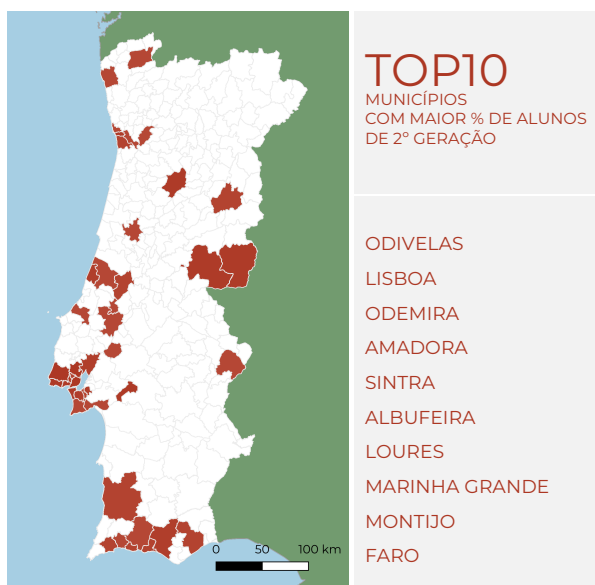 TOP10
MUNICÍPIOS
COM MAIOR % DE ALUNOS
DE 2º GERAÇÃO
ODIVELAS
LISBOA
ODEMIRA
AMADORA
SINTRA
ALBUFEIRA
LOURES
MARINHA GRANDE
MONTIJO
FARO
0 50 100 km